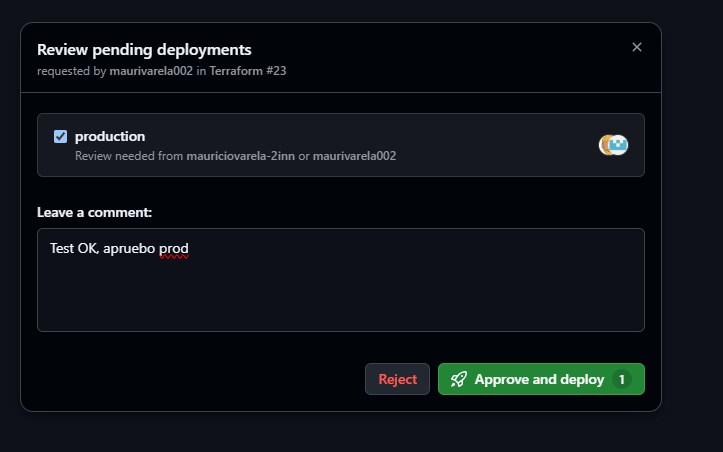 Review pending deployments
requested by maurivarela002 in Terraform #23
production
Review needed from mauriciovarela-2inn or maurivarela002
Leave a comment:
Test OK, apruebo prod
Reject
Approve and deploy 1